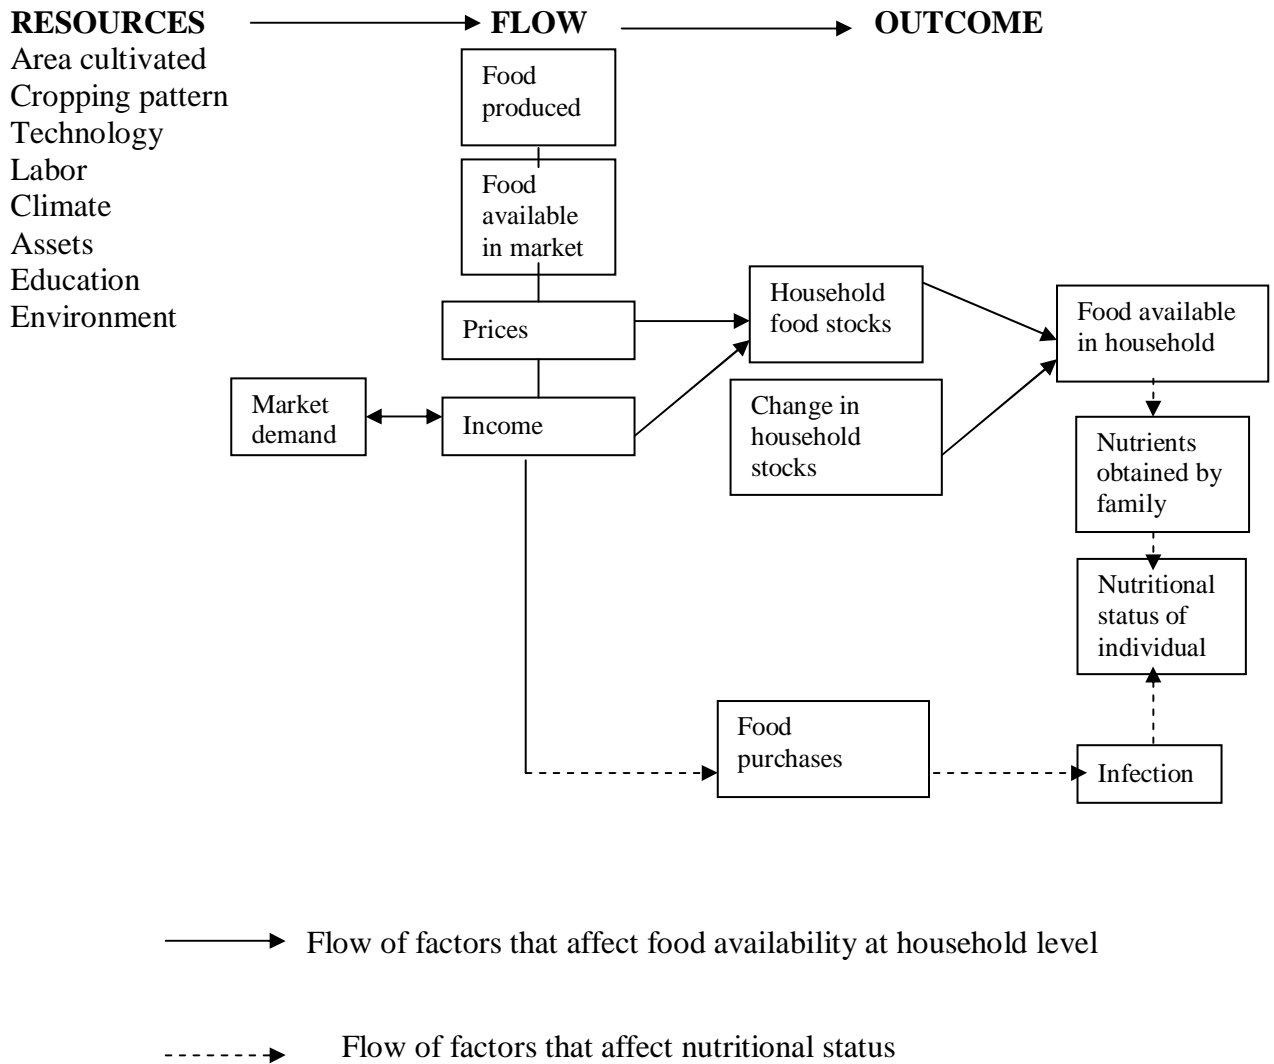 RESOURCES
FLOW
OUTCOME
Area cultivated
Cropping pattern
Technology
Labor
Climate
Assets
Education
Environment
Food
produced
Food
available
in market
Prices
Income
Market
demand
Household
food stocks
Change in
household
stocks
Food available
in household
Nutrients
obtained by
family
Nutritional
status of
individual
Food
purchases
Infection
Flow of factors that affect food availability at household level
Flow of factors that affect nutritional status